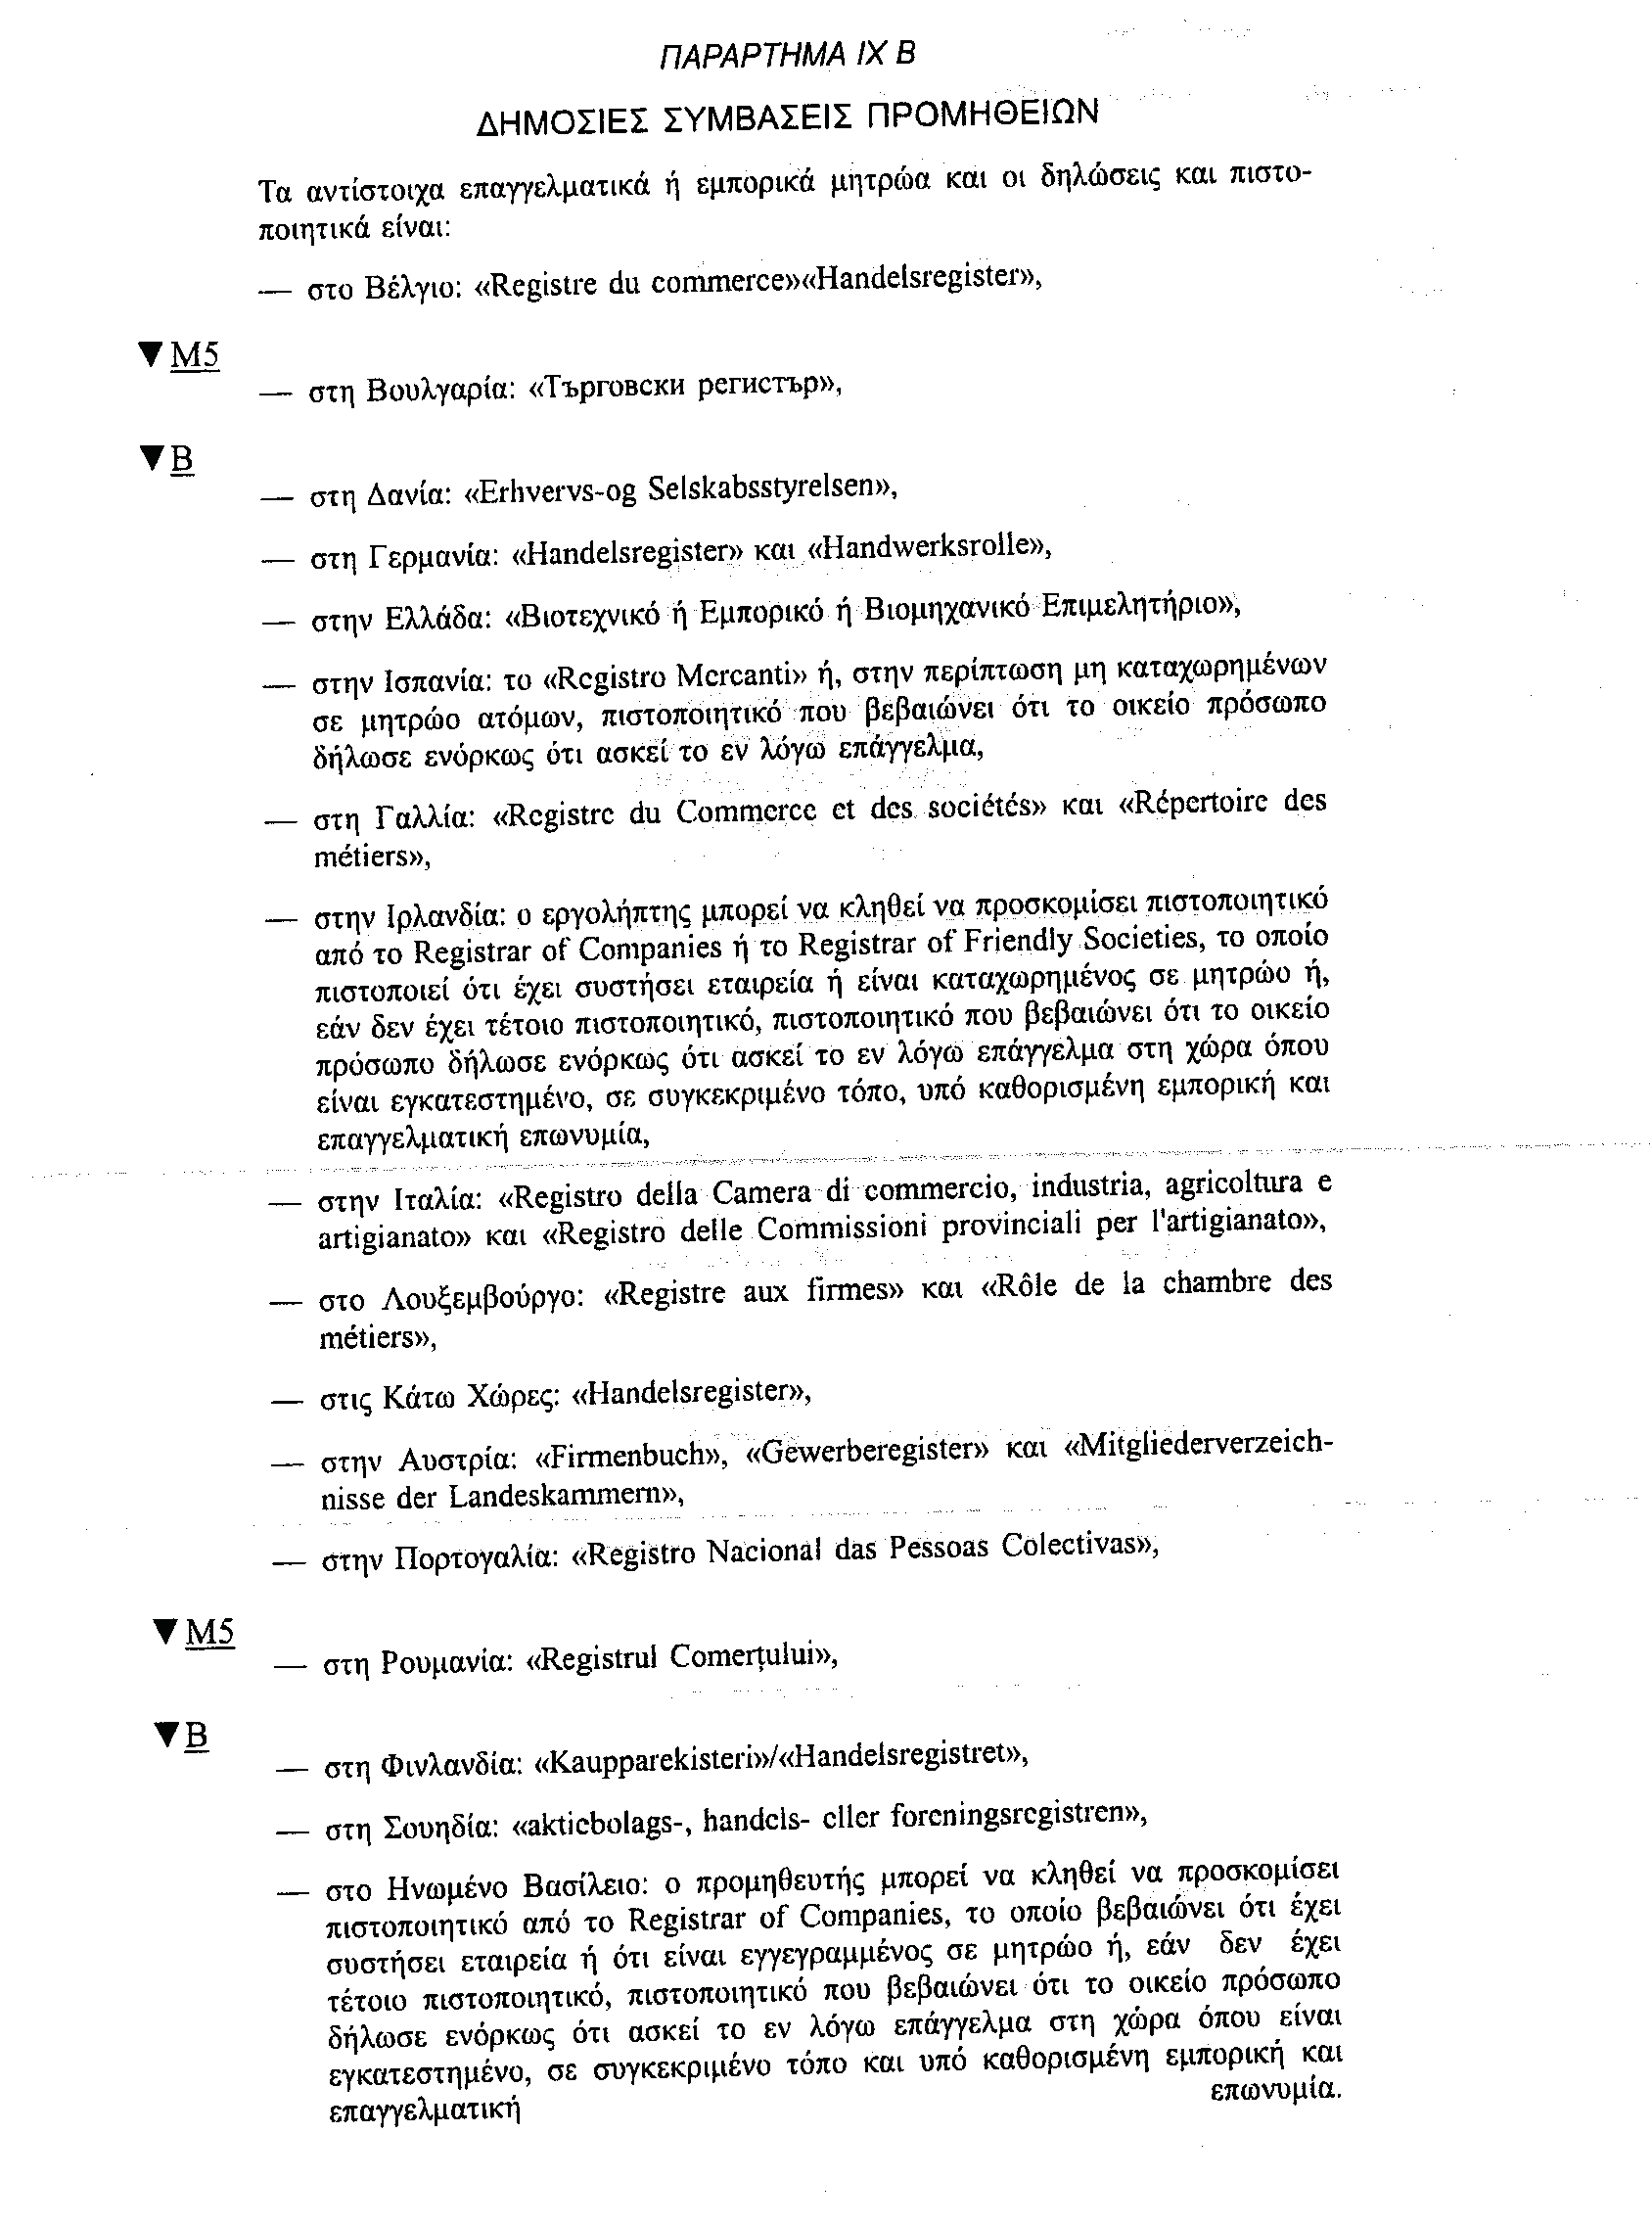 ΠΑΡΑΡΤΗΜΑ IX B
ΔΗΜΟΣΙΕΣ ΣΥΜΒΑΣΕΙΣ ΠΡΟΜΗΘΕΙΩΝ
Τα αντίστοιχα επαγγελματικά ή εμπορικά μητρώα και οι δηλώσεις και πιστο-
ποιητικά είναι:
— στο Βέλγιο: «Registre du commerce»«Handelsregister»,
▼M5
— στη Βουλγαρία: «Търговски регистър»,
▼B
— στη Δανία: «Erhvervs-og Selskabsstyrelsen»,
— στη Γερμανία: «Handelsregister» και «Handwerksrolle»,
— στην Ελλάδα: «Βιοτεχνικό ή Εμπορικό ή Βιομηχανικό Επιμελητήριο»,
— στην Ισπανία: το «Registro Mercanti» ή, στην περίπτωση μη καταχωρημένων
σε μητρώο ατόμων, πιστοποιητικό που βεβαιώνει ότι το οικείο πρόσωπο
δήλωσε ενόρκως ότι ασκεί το εν λόγω επάγγελμα,
— στη Γαλλία: «Registre du Commerce et des sociétés» και «Répertoire des
métiers»,
— στην Ιρλανδία: ο εργολήπτης μπορεί να κληθεί να προσκομίσει πιστοποιητικό
από το Registrar of Companies ή το Registrar of Friendly Societies, το οποίο
πιστοποιεί ότι έχει συστήσει εταιρεία ή είναι καταχωρημένος σε μητρώο ή,
εάν δεν έχει τέτοιο πιστοποιητικό, πιστοποιητικό που βεβαιώνει ότι το οικείο
πρόσωπο δήλωσε ενόρκως ότι ασκεί το εν λόγω επάγγελμα στη χώρα όπου
είναι εγκατεστημένο, σε συγκεκριμένο τόπο, υπό καθορισμένη εμπορική και
επαγγελματική επωνυμία,
— στην Ιταλία: «Registro della Camera di commercio, industria, agricoltura e
artigianato» και «Registro delle Commissioni provinciali per l'artigianato»,
— στο Λουξεμβούργο: «Registre aux firmes» και «Rôle de la chambre des
métiers»,
— στις Κάτω Χώρες: «Handelsregister»,
— στην Αυστρία: «Firmenbuch», «Gewerberegister» και «Mitgliederverzeich-
nisse der Landeskammern»,
— στην Πορτογαλία: «Registro Nacional das Pessoas Colectivas»,
▼M5
— στη Ρουμανία: «Registrul Comerțului»,
▼B
— στη Φινλανδία: «Kaupparekisteri»/«Handelsregistret»,
— στη Σουηδία: «aktiebolags-, handels- eller foreningsregistren»,
— στο Ηνωμένο Βασίλειο: ο προμηθευτής μπορεί να κληθεί να προσκομίσει
πιστοποιητικό από το Registrar of Companies, το οποίο βεβαιώνει ότι έχει
συστήσει εταιρεία ή ότι είναι εγγεγραμμένος σε μητρώο ή, εάν δεν έχει
τέτοιο πιστοποιητικό, πιστοποιητικό που βεβαιώνει ότι το οικείο πρόσωπο
δήλωσε ενόρκως ότι ασκεί το εν λόγω επάγγελμα στη χώρα όπου είναι
εγκατεστημένο, σε συγκεκριμένο τόπο και υπό καθορισμένη εμπορική και
επαγγελματική επωνυμία.